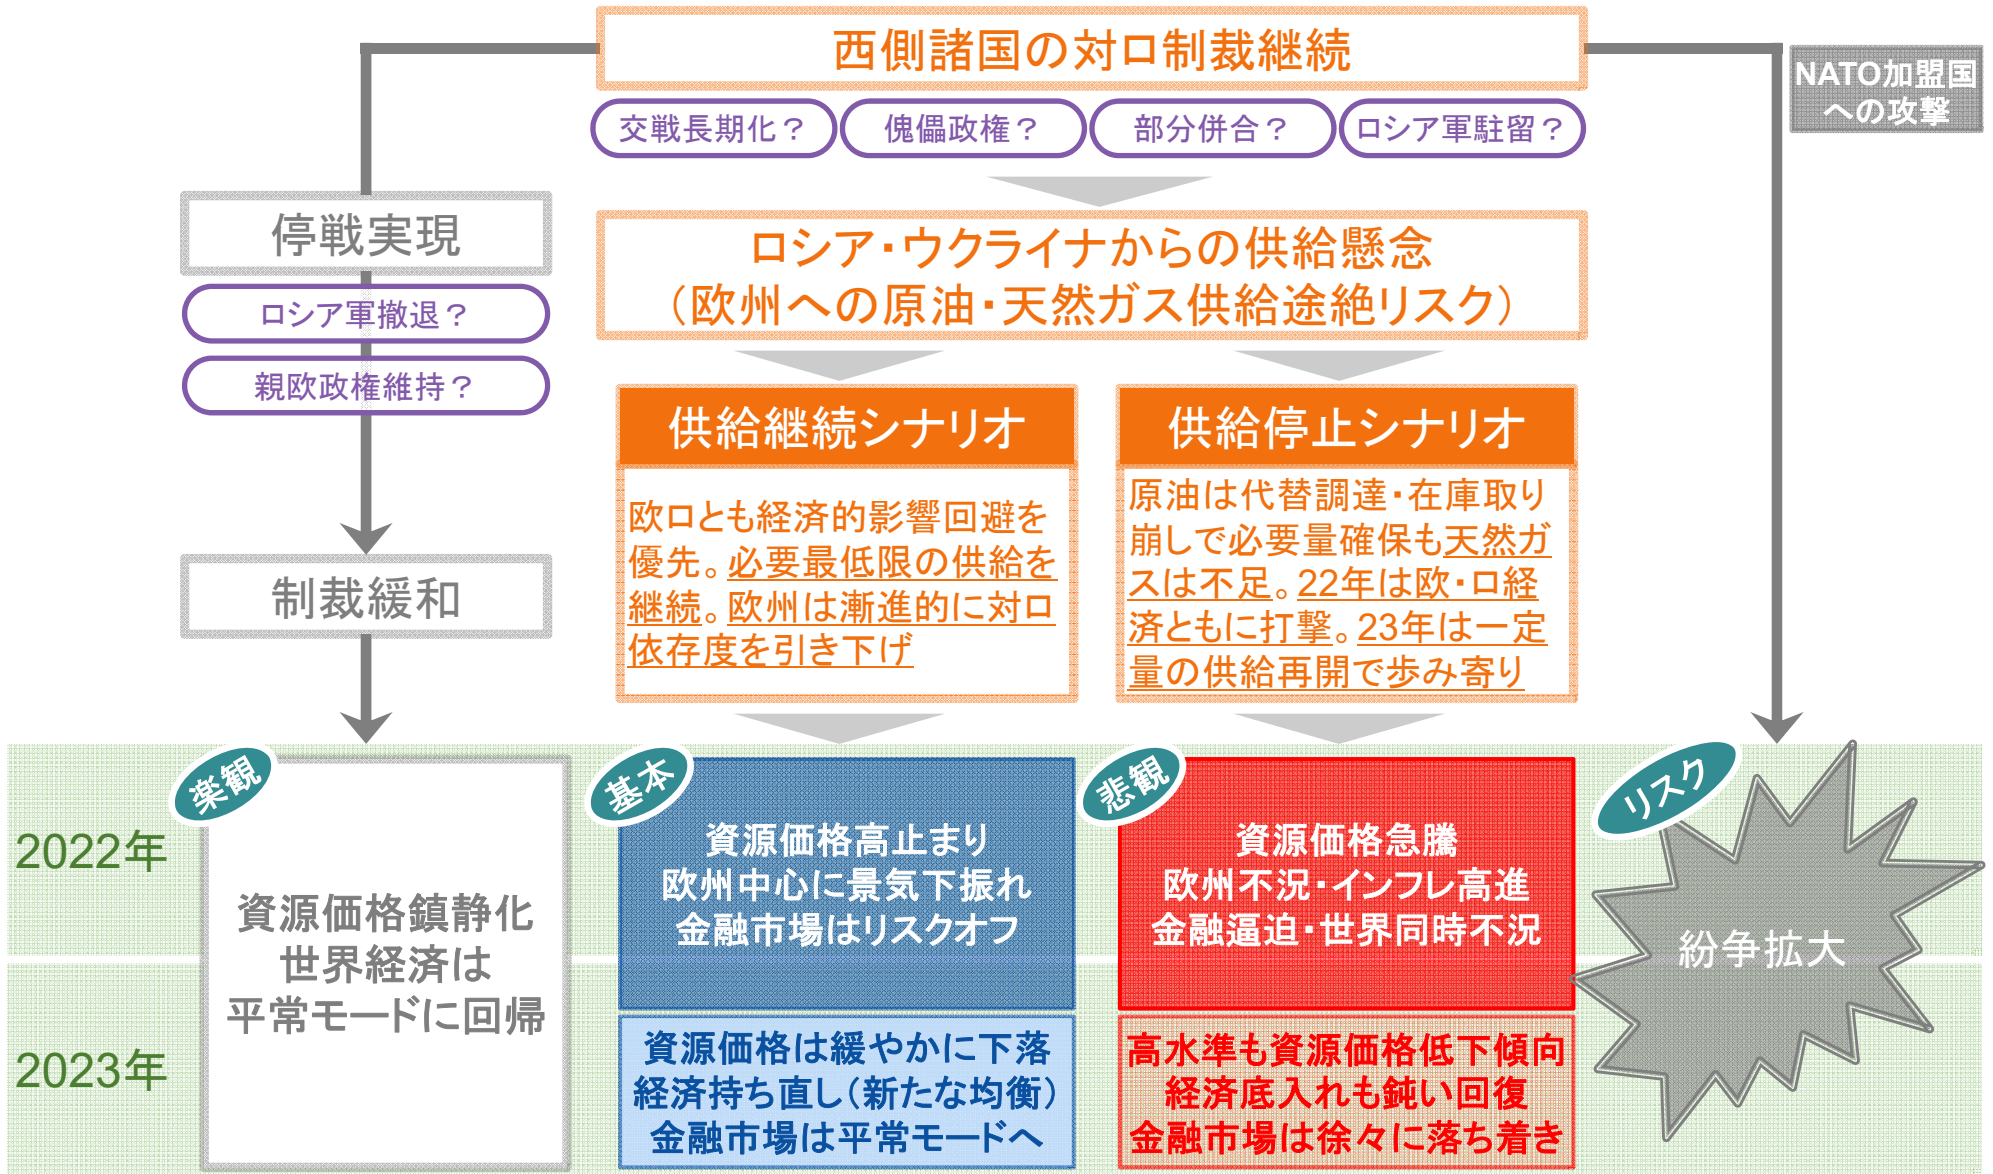 西側諸国の対ロ制裁継続
NATO加盟国
への攻撃
交戦長期化？
傀儡政権？
部分併合？
ロシア軍駐留？
停戦実現
ロシア軍撤退？
親欧政権維持？
制裁緩和
ロシア・ウクライナからの供給懸念
（欧州への原油・天然ガス供給途絶リスク）
供給継続シナリオ
欧ロとも経済的影響回避を
優先。必要最低限の供給を
継続。欧州は漸進的に対ロ
依存度を引き下げ
供給停止シナリオ
原油は代替調達・在庫取り
崩しで必要量確保も天然ガ
スは不足。22年は欧・ロ経
済ともに打撃。23年は一定
量の供給再開で歩み寄り
2022年
2023年
楽観
資源価格鎮静化
世界経済は
平常モードに回帰
基本
資源価格高止まり
欧州中心に景気下振れ
金融市場はリスクオフ
資源価格は緩やかに下落
経済持ち直し（新たな均衡）
金融市場は平常モードへ
悲観
資源価格急騰
欧州不況・インフレ高進
金融逼迫・世界同時不況
高水準も資源価格低下傾向
経済底入れも鈍い回復
金融市場は徐々に落ち着き
リスク
紛争拡大